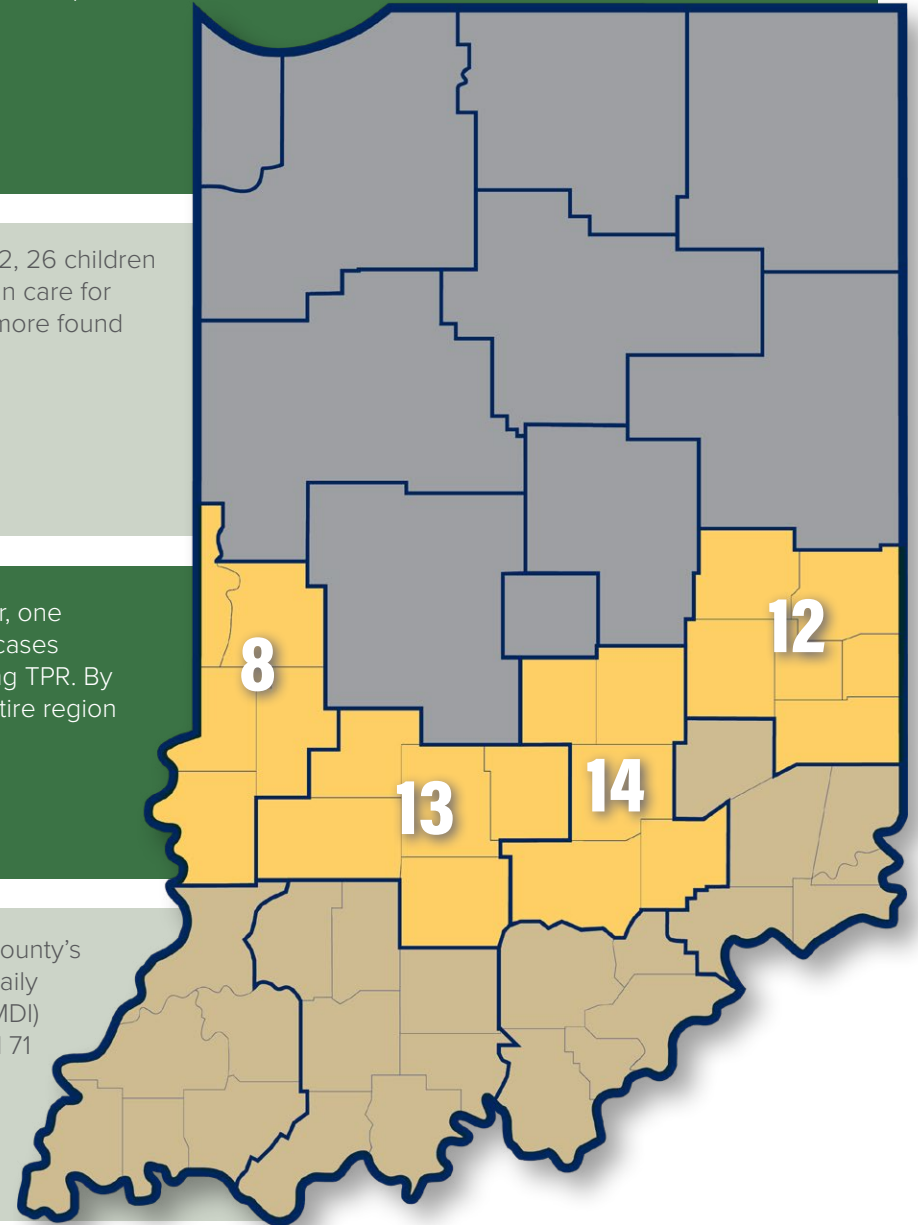 2, 26 children
n care for
more found
r, one
cases
g TPR. By
tire region
ounty's
aily
MDI)
71
8
12
13
14